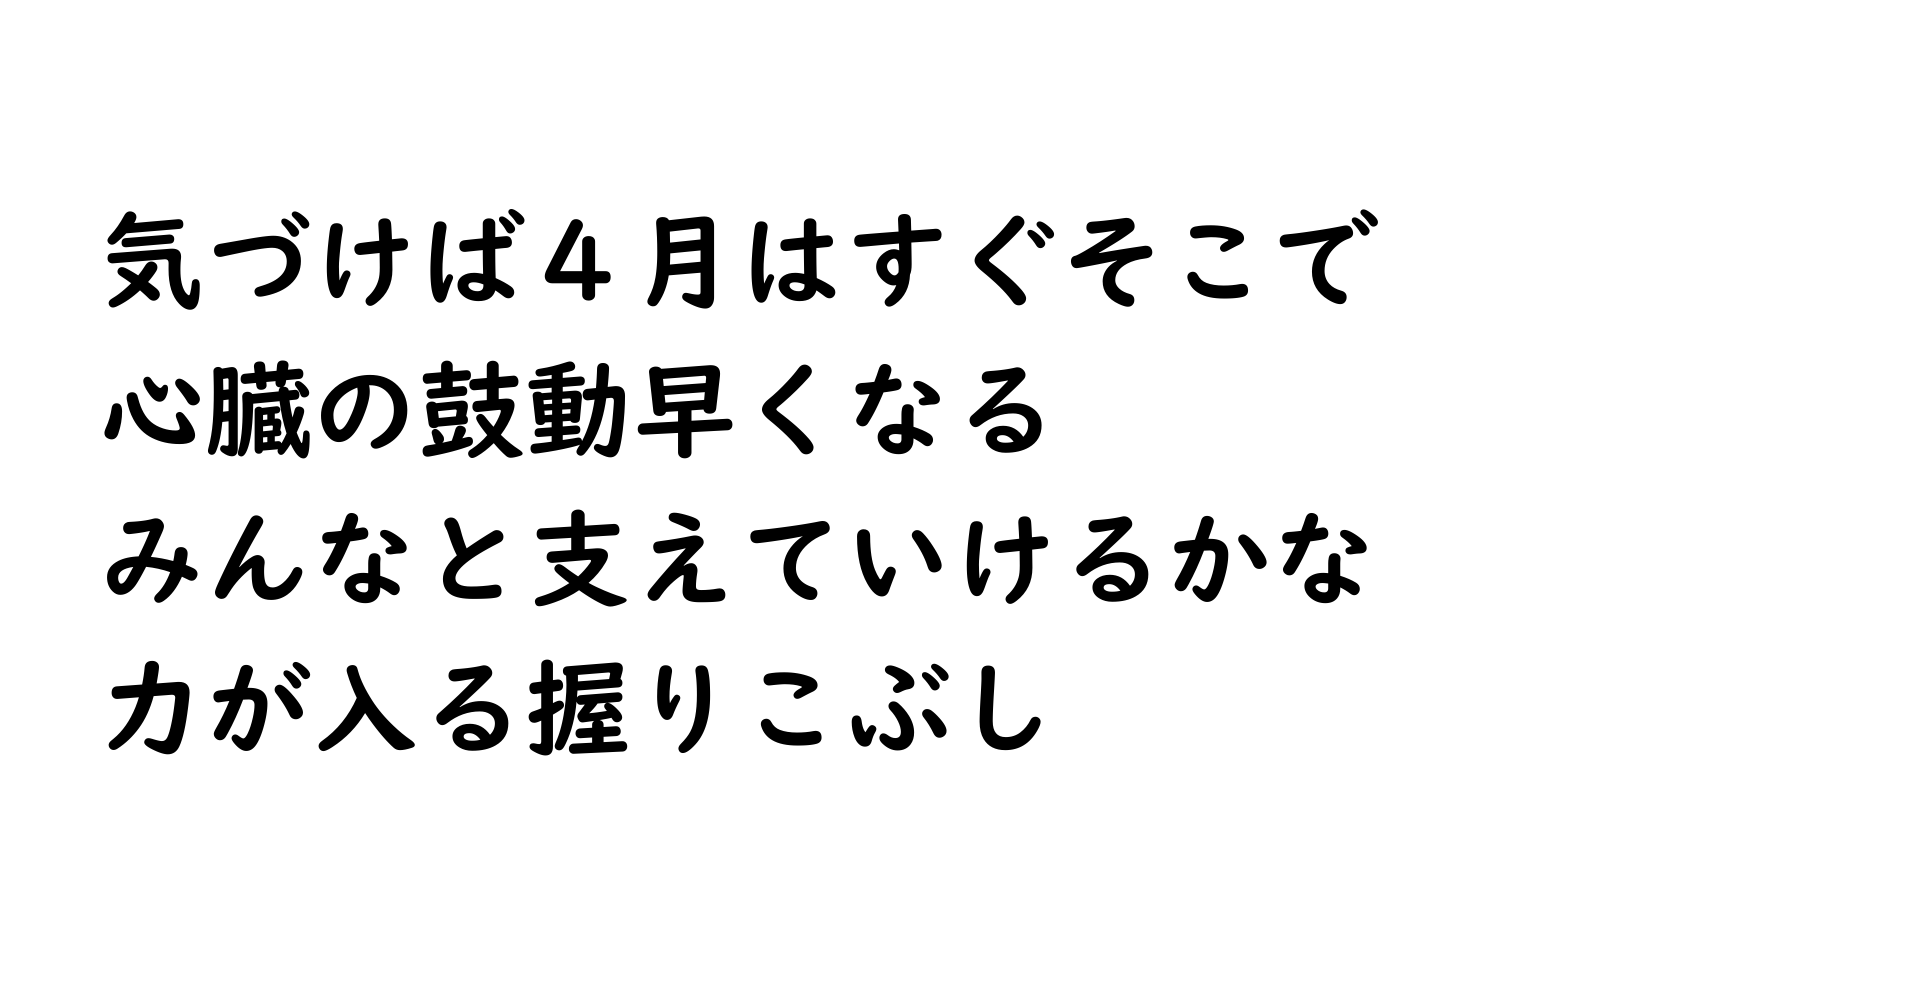 気づけば４月はすぐそこで
心臓の鼓動早くなる
みんなと支えていけるかな
力が入る握りこぶし